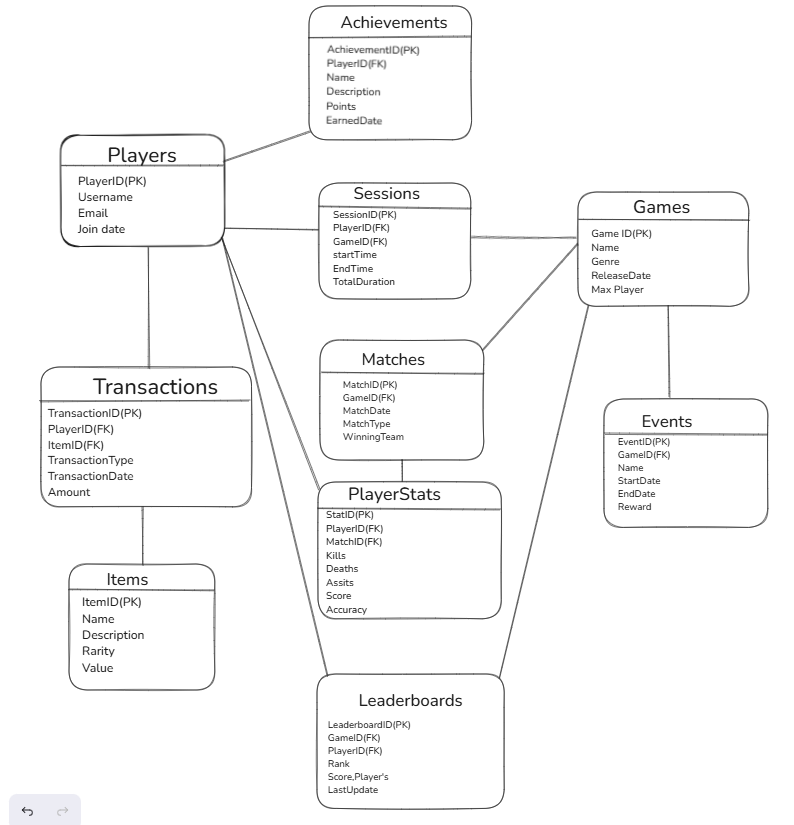 Achievements
AchievementID(PK)
PlayerID(FK)
Name
Description
Points
EarnedDate
Players
PlayerID(PK)
Username
Email
Join date
Sessions
SessionID(PK)
PlayerID(FK)
GameID(FK)
startTime
EndTime
TotalDuration
Games
Game ID(PK)
Name
Genre
ReleaseDate
Max Player
Matches
MatchID(PK)
GameID(FK)
MatchDate
MatchType
WinningTeam
Transactions
TransactionID(PK)
PlayerID(FK)
ItemID(FK)
TransactionType
TransactionDate
Amount
Events
EventID(PK)
GameID(FK)
Name
StartDate
EndDate
Reward
PlayerStats
StatID(PK)
PlayerID(FK)
MatchID(FK)
Kills
Deaths
Assits
Score
Accuracy
Items
ItemID(PK)
Name
Description
Rarity
Value
Leaderboards
LeaderboardID(PK)
GameID(FK)
PlayerID(FK)
Rank
Score,Player's
LastUpdate